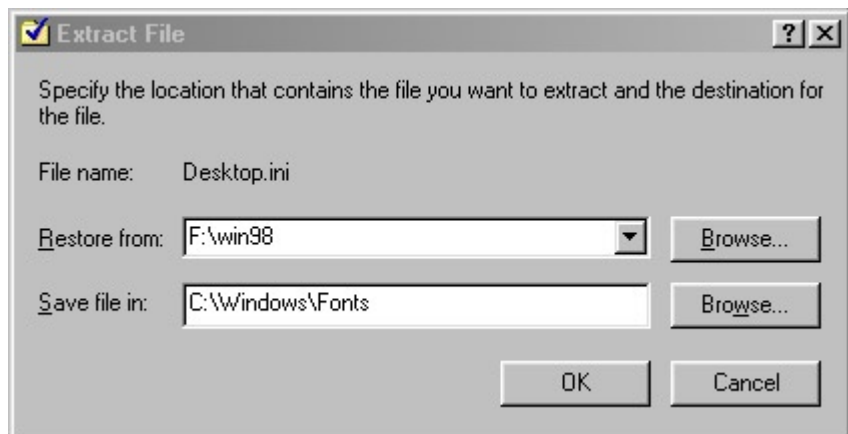 Extract File
Specify the location that contains the file you want to extract and the destination for
the file.
File name: Desktop.ini
Restore from: F:\win98 Browse...
Save file in: C:\Windows\Fonts Browse...
OK Cancel